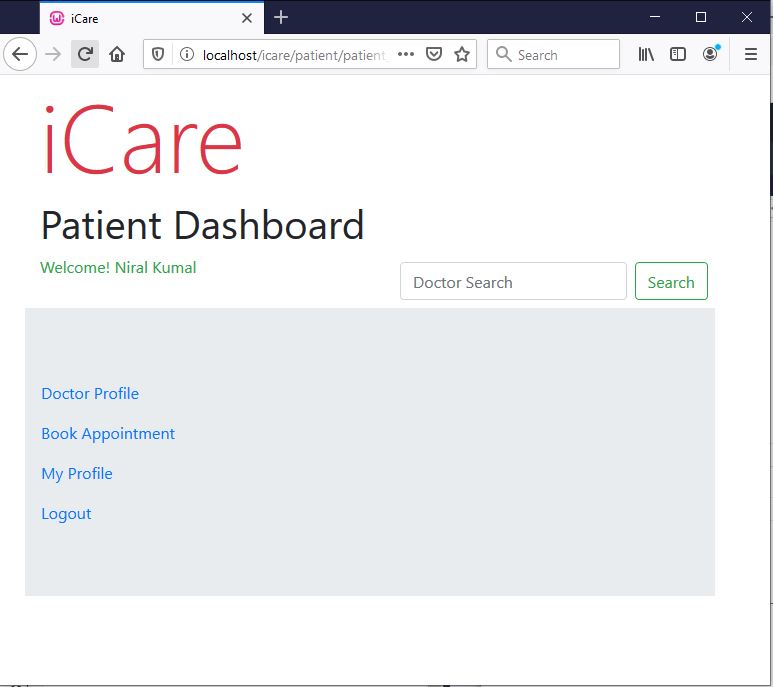 iCare
localhost/icare/patient/patient_
Search
iCare
Patient Dashboard
Welcome! Niral Kumal
Doctor Search
Search
Doctor Profile
Book Appointment
My Profile
Logout